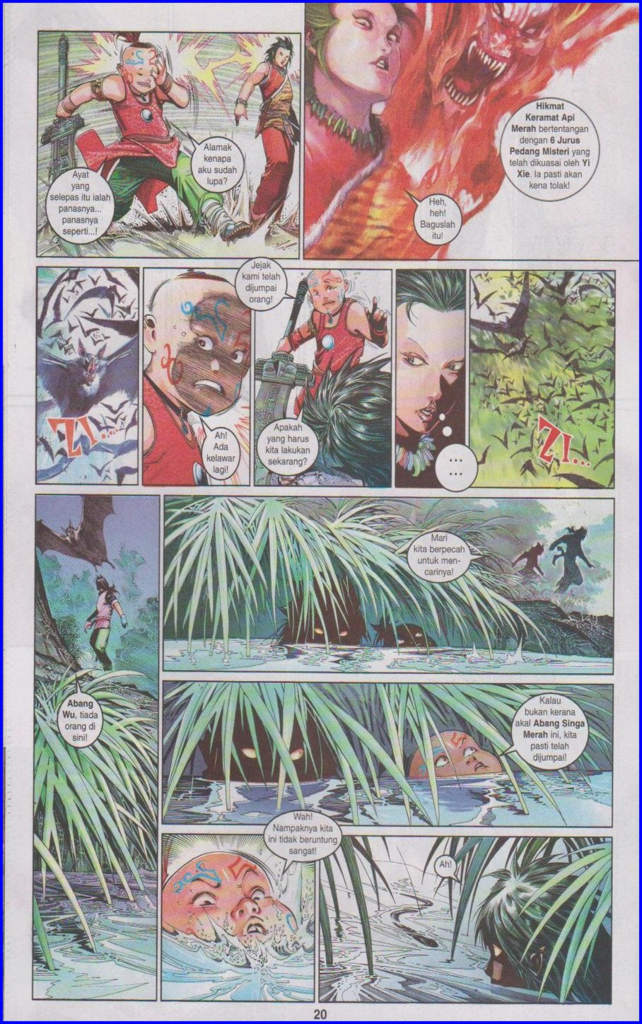 Ayat
yang
selepas itu ialah
panasnya...
panasnya
seperti...!
Alamak
kenapa
aku sudah
lupa?
Heh,
heh!
Baguslah
itu!
Hikmat
Keramat Api
Merah bertentangan
dengan 6 Jurus
Pedang Misteri yang
telah dikuasai oleh Yi
Xie. Ia pasti akan
kena tolak!
ZI...
Ah!
Ada
kelawar
lagi!
Jejak
kami telah
dijumpai
orang!
Apakah
yang harus
kita lakukan
sekarang?
...
...
ZI...
Abang
Wu, tiada
orang di
sini!
Mari
kita berpecah
untuk men-
carinya!
Kalau
bukan kerana
akal Abang Singa
Merah ini, kita
pasti telah
dijumpai!
Wah!
Nampaknya kita
ini tidak beruntung
sangat!
Ah!
20